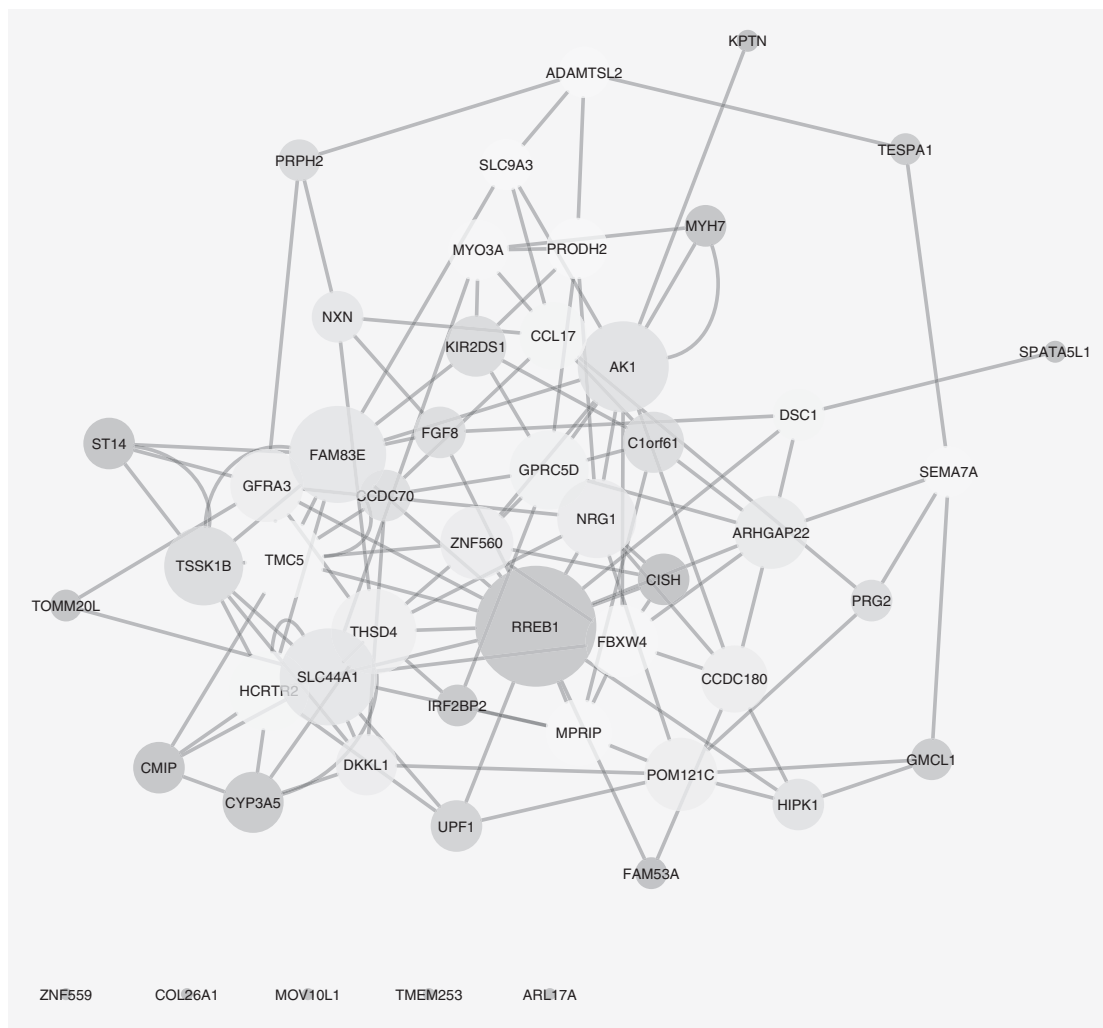 KPTN
ADAMTSL2
TESPA1
PRPH2
SLC9A3
MYH7
MYO3A
PRODH2
NXN
CCL17
KIR2DS1
SPATA5L1
AK1
DSC1
FGF8
C1orf61
ST14
FAM83E
GPRC5D
SEMA7A
GFRA3
CCDC70
NRG1
ARHGAP22
ZNF560
TMC5
TSSK1B
CISH
PRG2
TOMM20L
RREB1
THSD4
FBXW4
SLC44A1
CCDC180
HCRTR2
IRF2BP2
MPRIP
GMCL1
DKKL1
CMIP
POM121C
CYP3A5
HIPK1
UPF1
FAM53A
ZNF559
COL26A1
MOV10L1
TMEM253
ARL17A